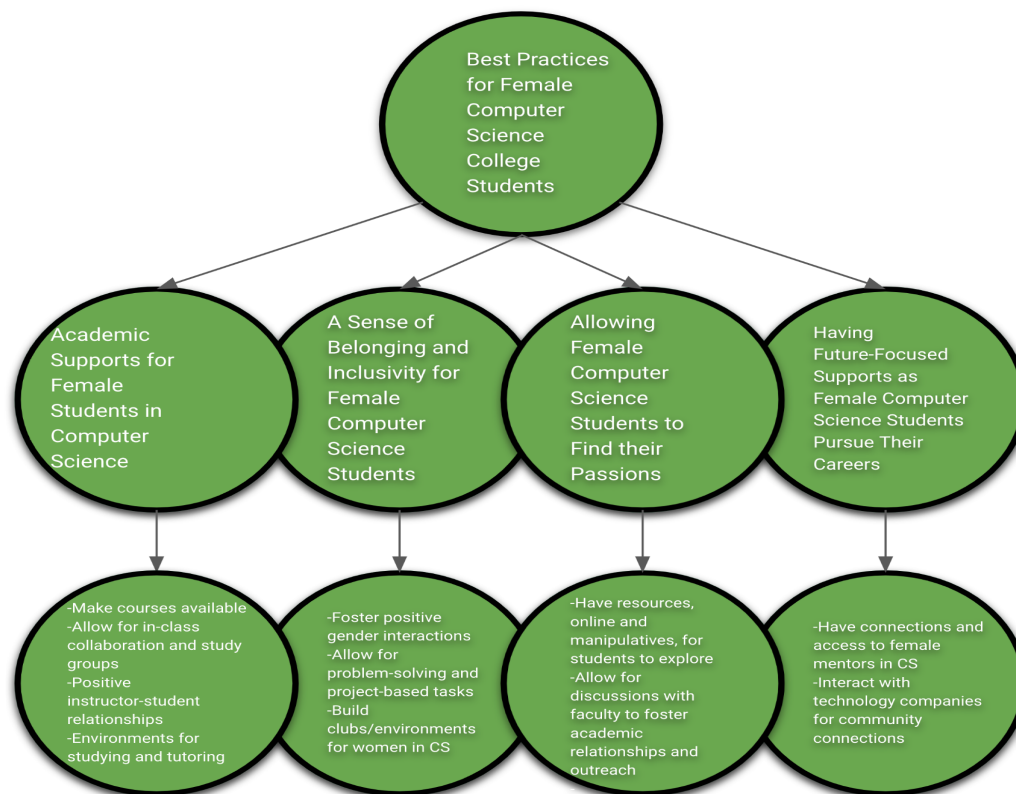 Best Practices
for Female
Computer
Science
College
Students
Academic
Supports for
Female
Students in
Computer
Science
A Sense of
Belonging and
Inclusivity for
Female
Computer
Science
Students
Allowing
Female
Computer
Science
Students to
Find their
Passions
Having
Future-Focused
Supports as
Female Computer
Science Students
Pursue Their
Careers
-Make courses available
-Allow for in-class
collaboration and study
groups
-Positive
instructor-student
relationships
-Environments for
studying and tutoring
-Foster positive
gender interactions
-Allow for
problem-solving and
project-based tasks
-Build
clubs/environments
for women in CS
-Have resources,
online and
manipulatives, for
students to explore
-Allow for
discussions with
faculty to foster
academic
relationships and
outreach
-Have connections and
access to female
mentors in CS
-Interact with
technology companies
for community
connections